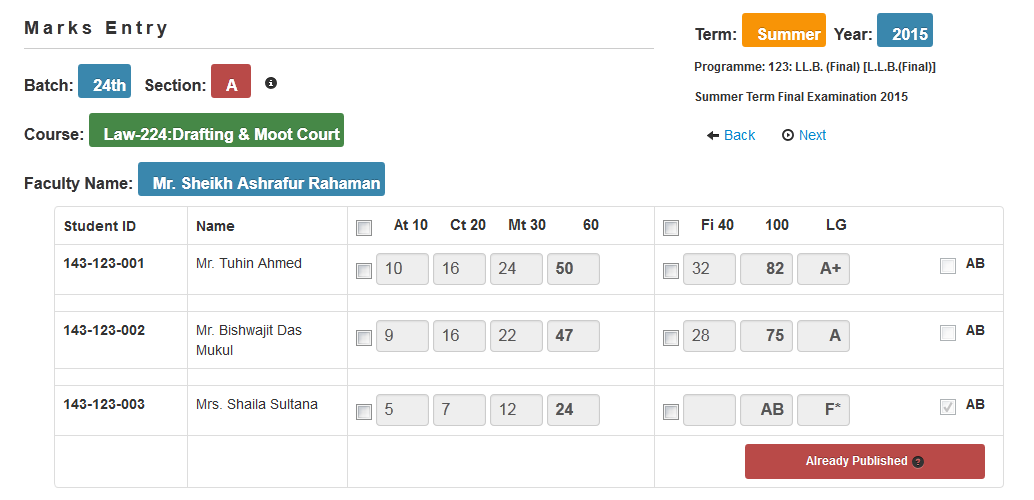 Marks Entry
Term: Summer Year: 2015
Programme: 123: LL.B. (Final) [L.L.B.(Final)]
Batch: 24th Section: A
Summer Term Final Examination 2015
Course: Law-224:Drafting & Moot Court
Back Next
Faculty Name: Mr. Sheikh Ashrafur Rahaman
Student ID Name At 10 Ct 20 Mt 30 60 Fi 40 100 LG
143-123-001 Mr. Tuhin Ahmed 10 16 24 50 32 82 A+ AB
143-123-002 Mr. Bishwajit Das 9 16 22 47 28 75 A AB
Mukul
143-123-003 Mrs. Shaila Sultana 5 7 12 24 AB F* AB
Already Published ?